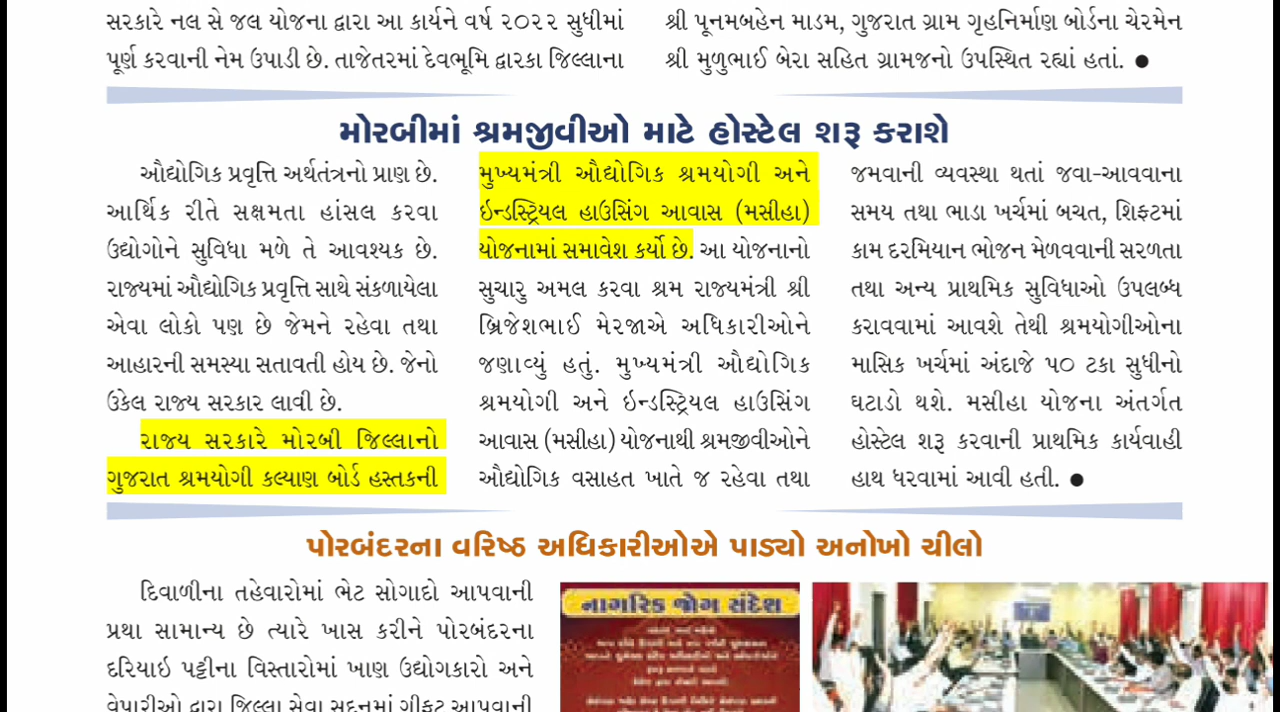 સરકારે નલ સે જલ યોજના દ્વારા આ કાર્યને વર્ષ ૨૦૨૨ સુધીમાં
પૂર્ણ કરવાની નેમ ઉપાડી છે. તાજેતરમાં દેવભૂમિ દ્વારકા જિલ્લાના
શ્રી પૂનમબહેન માડમ, ગુજરાત ગ્રામ ગૃહનિર્માણ બોર્ડના ચેરમેન
શ્રી મુળુભાઈ બેરા સહિત ગ્રામજનો ઉપસ્થિત રહ્યાં હતાં. ●
મોરબીમાં શ્રમજીવીઓ માટે હોસ્ટેલ શરૂ કરાશે
ઔદ્યોગિક પ્રવૃત્તિ અર્થતંત્રનો પ્રાણ છે.
આર્થિક રીતે સક્ષમતા હાંસલ કરવા
ઉદ્યોગોને સુવિધા મળે તે આવશ્યક છે.
રાજ્યમાં ઔદ્યોગિક પ્રવૃત્તિ સાથે સંકળાયેલા
એવા લોકો પણ છે જેમને રહેવા તથા
આહારની સમસ્યા સતાવતી હોય છે. જેનો
ઉકેલ રાજ્ય સરકાર લાવી છે.
રાજ્ય સરકારે મોરબી જિલ્લાનો
ગુજરાત શ્રમયોગી કલ્યાણ બોર્ડ હસ્તકની
મુખ્યમંત્રી ઔદ્યોગિક શ્રમયોગી અને
ઇન્ડસ્ટ્રિયલ હાઉસિંગ આવાસ (મસીહા)
યોજનામાં સમાવેશ કર્યો છે. આ યોજનાનો
સુચારુ અમલ કરવા શ્રમ રાજ્યમંત્રી શ્રી
બ્રિજેશભાઈ મેરજાએ અધિકારીઓને
જણાવ્યું હતું. મુખ્યમંત્રી ઔદ્યોગિક
શ્રમયોગી અને ઇન્ડસ્ટ્રિયલ હાઉસિંગ
આવાસ (મસીહા) યોજનાથી શ્રમજીવીઓને
ઔદ્યોગિક વસાહત ખાતે જ રહેવા તથા
જમવાની વ્યવસ્થા થતાં જવા-આવવાના
સમય તથા ભાડા ખર્ચમાં બચત, શિફ્ટમાં
કામ દરમિયાન ભોજન મેળવવાની સરળતા
તથા અન્ય પ્રાથમિક સુવિધાઓ ઉપલબ્ધ
કરાવવામાં આવશે તેથી શ્રમયોગીઓના
માસિક ખર્ચમાં અંદાજે ૫૦ ટકા સુધીનો
ઘટાડો થશે. મસીહા યોજના અંતર્ગત
હોસ્ટેલ શરૂ કરવાની પ્રાથમિક કાર્યવાહી
હાથ ધરવામાં આવી હતી. ●
પોરબંદરના વરિષ્ઠ અધિકારીઓએ પાડ્યો અનોખો ચીલો
દિવાળીના તહેવારોમાં ભેટ સોગાદો આપવાની
પ્રથા સામાન્ય છે ત્યારે ખાસ કરીને પોરબંદરના
દરિયાઇ પટ્ટીના વિસ્તારોમાં ખાણ ઉદ્યોગકારો અને
વેપારીઓ દ્વારા જિલ્લા સેવા સદનમાં ગીફટ આપવાની
નાગરિક જોગ સંદેશ